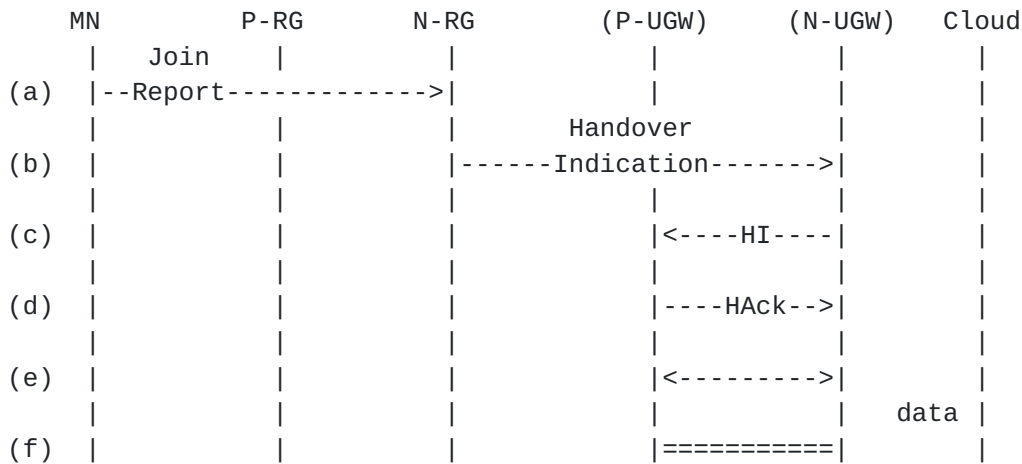 MN         P-RG       N-RG        (P-UGW)     (N-UGW)   Cloud
        |   Join    |          |            |           |        |
   (a)  |--Report------------->|            |           |        |
        |           |          |       Handover         |        |
   (b)  |           |          |------Indication------->|        |
        |           |          |            |           |        |
   (c)  |           |          |            |<----HI----|        |
        |           |          |            |           |        |
   (d)  |           |          |            |----HAck-->|        |
        |           |          |            |           |        |
   (e)  |           |          |            |<--------->|        |
        |           |          |            |           |   data |
   (f)  |           |          |            |===========|        |